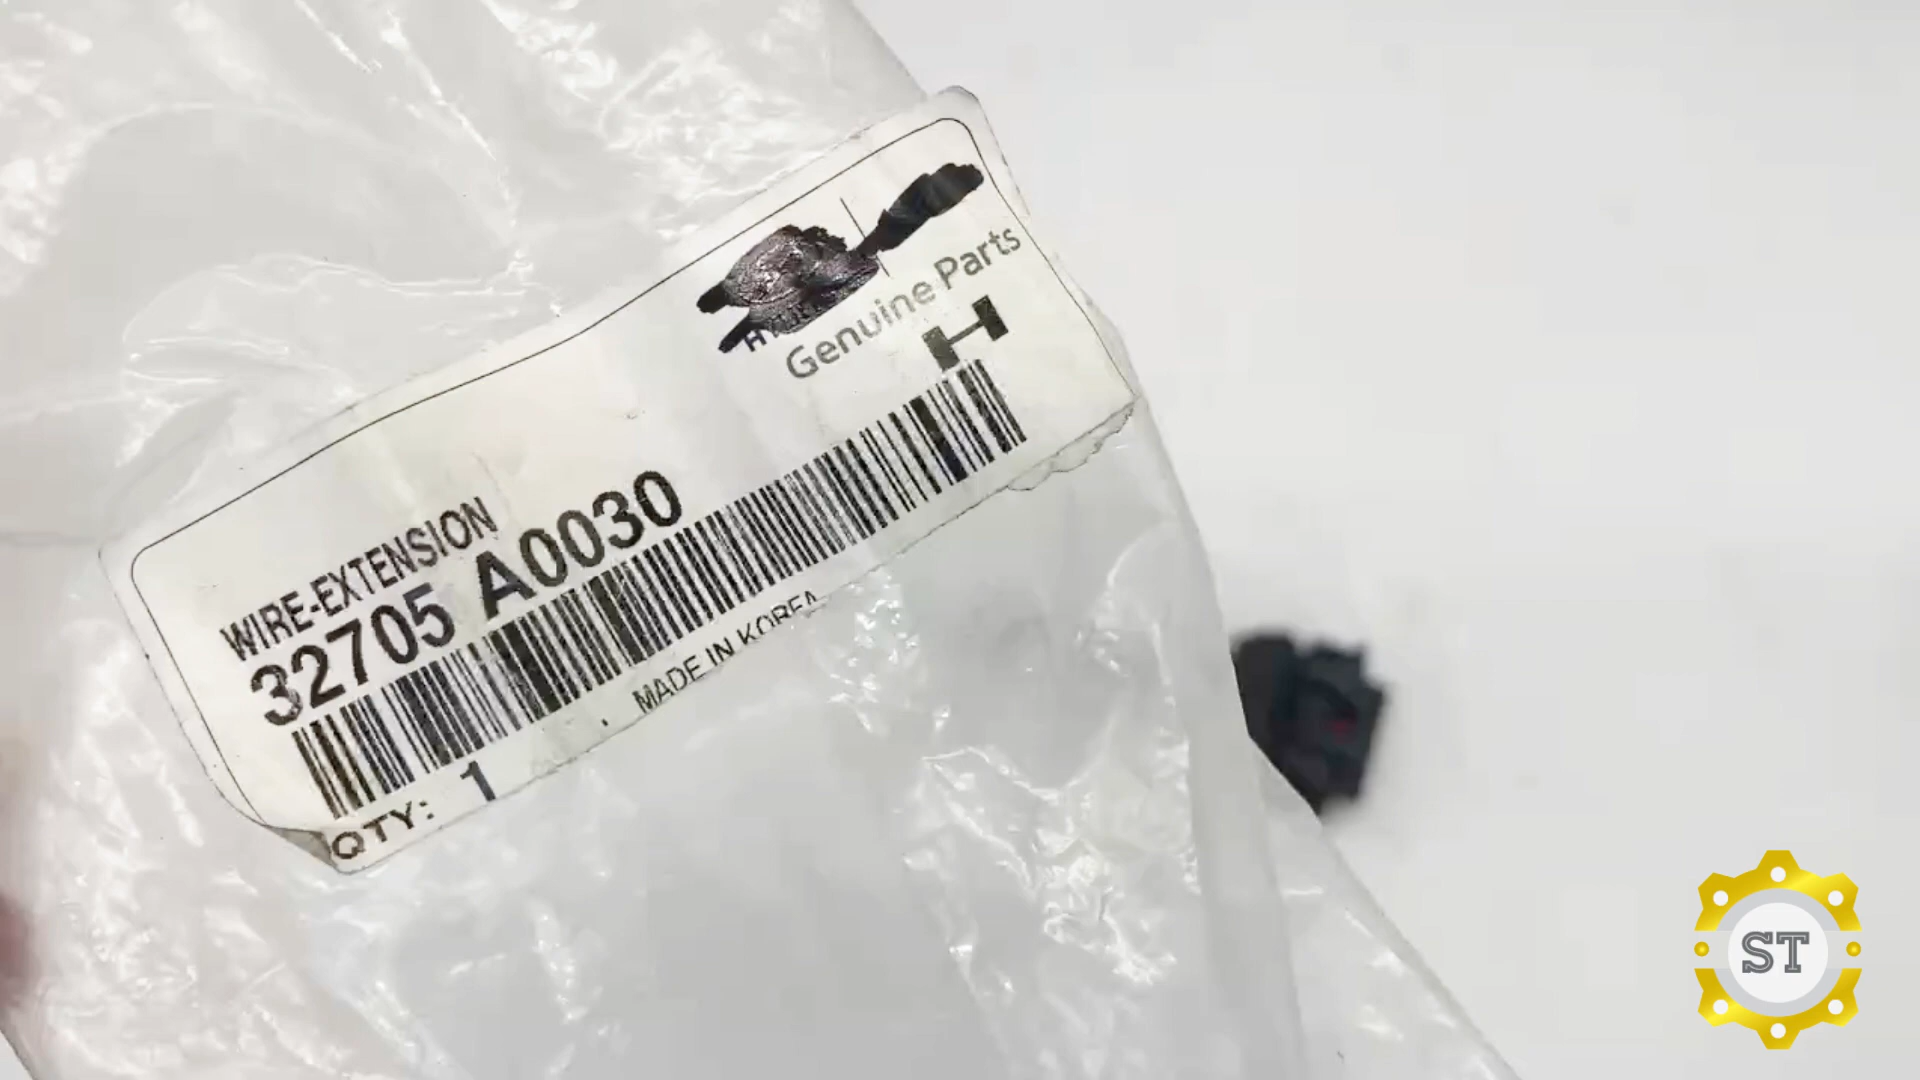 Genuine Parts
H
WIRE-EXTENSION
32705 A0030
MADE IN KOREA
QTY: 1
ST